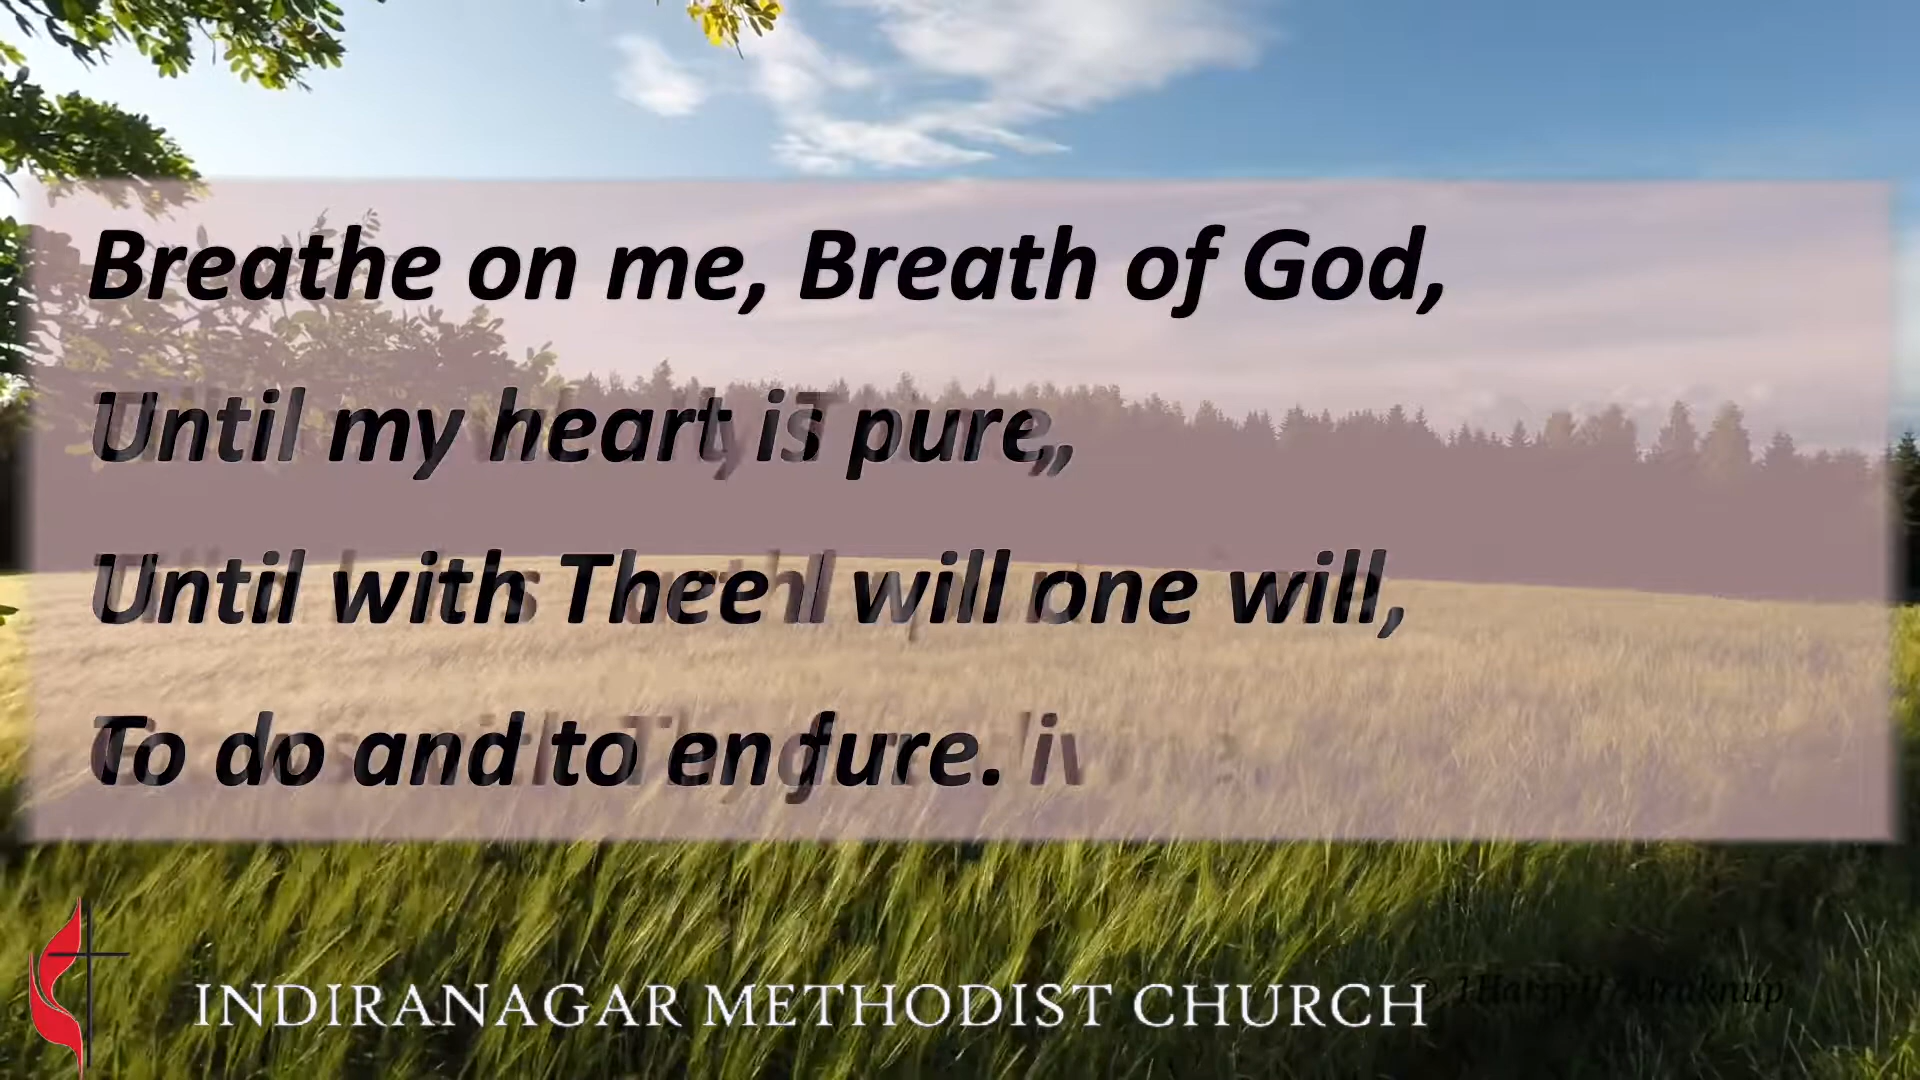 Breathe on me, Breath of God,
Until my heart is pure,
Until with Thee I will one will,
To do and to endure.
INDIRANAGAR METHODIST CHURCH